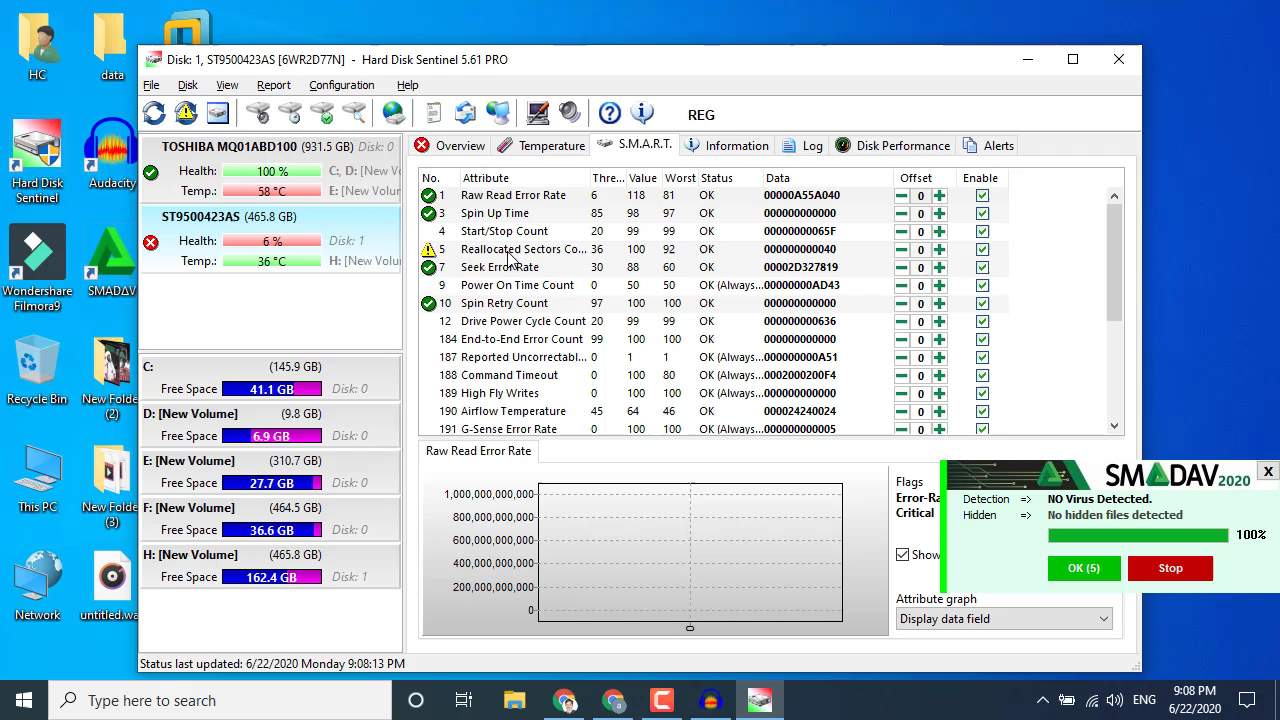 HC
data
Hard Disk
Sentinel
Audacity
Wondershare
Filmora9
SMADΔV
Recycle Bin
New Folder
(2)
This PC
New Folde
(3)
Network
untitled.wa
Disk: 1, ST9500423AS [6WR2D77N] - Hard Disk Sentinel 5.61 PRO
File Disk View Report Configuration Help
REG
TOSHIBA MQ01ABD100 (931.5 GB) Disk: 0
Health: 100 % C:, D: [New V
Temp.: 58 °C E: [New Volur
ST9500423AS (465.8 GB)
Health: 6 % Disk: 1
Temp.: 36 °C H: [New Volu
C: (145.9 GB)
Free Space 41.1 GB Disk: 0
D: [New Volume] (9.8 GB)
Free Space 6.9 GB Disk: 0
E: [New Volume] (310.7 GB)
Free Space 27.7 GB Disk: 0
F: [New Volume] (464.5 GB)
Free Space 36.6 GB Disk: 0
H: [New Volume] (465.8 GB)
Free Space 162.4 GB Disk: 1
Overview Temperature S.M.A.R.T. Information Log Disk Performance Alerts
No. Attribute Thre... Value Worst Status Data Offset Enable
1 Raw Read Error Rate 6 118 81 OK 00000A55A040 0
3 Spin Up Time 85 98 97 OK 000000000000 0
4 Start/Stop Count 20 99 99 OK 00000000065F 0
5 Reallocated Sectors Co... 36 100 92 OK 000000000040 0
7 Seek Error Rate 30 88 60 OK 00002D327819 0
9 Power On Time Count 0 50 50 OK (Always... 00000000AD43 0
10 Spin Retry Count 97 100 100 OK 000000000000 0
12 Drive Power Cycle Count 20 99 99 OK 000000000636 0
184 End-to-End Error Count 99 100 100 OK 000000000000 0
187 Reported Uncorrectabl... 0 1 1 OK (Always... 000000000A51 0
188 Command Timeout 0 100 80 OK (Always... 0002000200F4 0
189 High Fly Writes 0 100 100 OK (Always... 000000000000 0
190 Airflow Temperature 45 64 46 OK 000024240024 0
191 G-Sense Error Rate 0 100 100 OK (Always... 000000000005 0
Raw Read Error Rate
1,000,000,000,000
800,000,000,000
600,000,000,000
400,000,000,000
200,000,000,000
0
Flags
Error-Ra
Critical
Show
Attribute graph
Display data field
SMADAV 2020
X
Detection => NO Virus Detected.
Hidden => No hidden files detected
100%
OK (5) Stop
Status last updated: 6/22/2020 Monday 9:08:13 PM
Type here to search
ENG
9:08 PM
6/22/2020